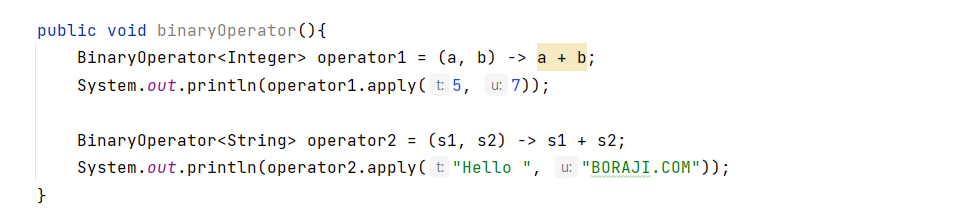 public void binaryOperator(){
BinaryOperator<Integer> operator1 = (a, b) -> a + b;
System.out.println(operator1.apply( t: 5, u: 7));
BinaryOperator<String> operator2 = (s1, s2) -> s1 + s2;
System.out.println(operator2.apply( t: "Hello ", u: "BORAJI.COM"));
}